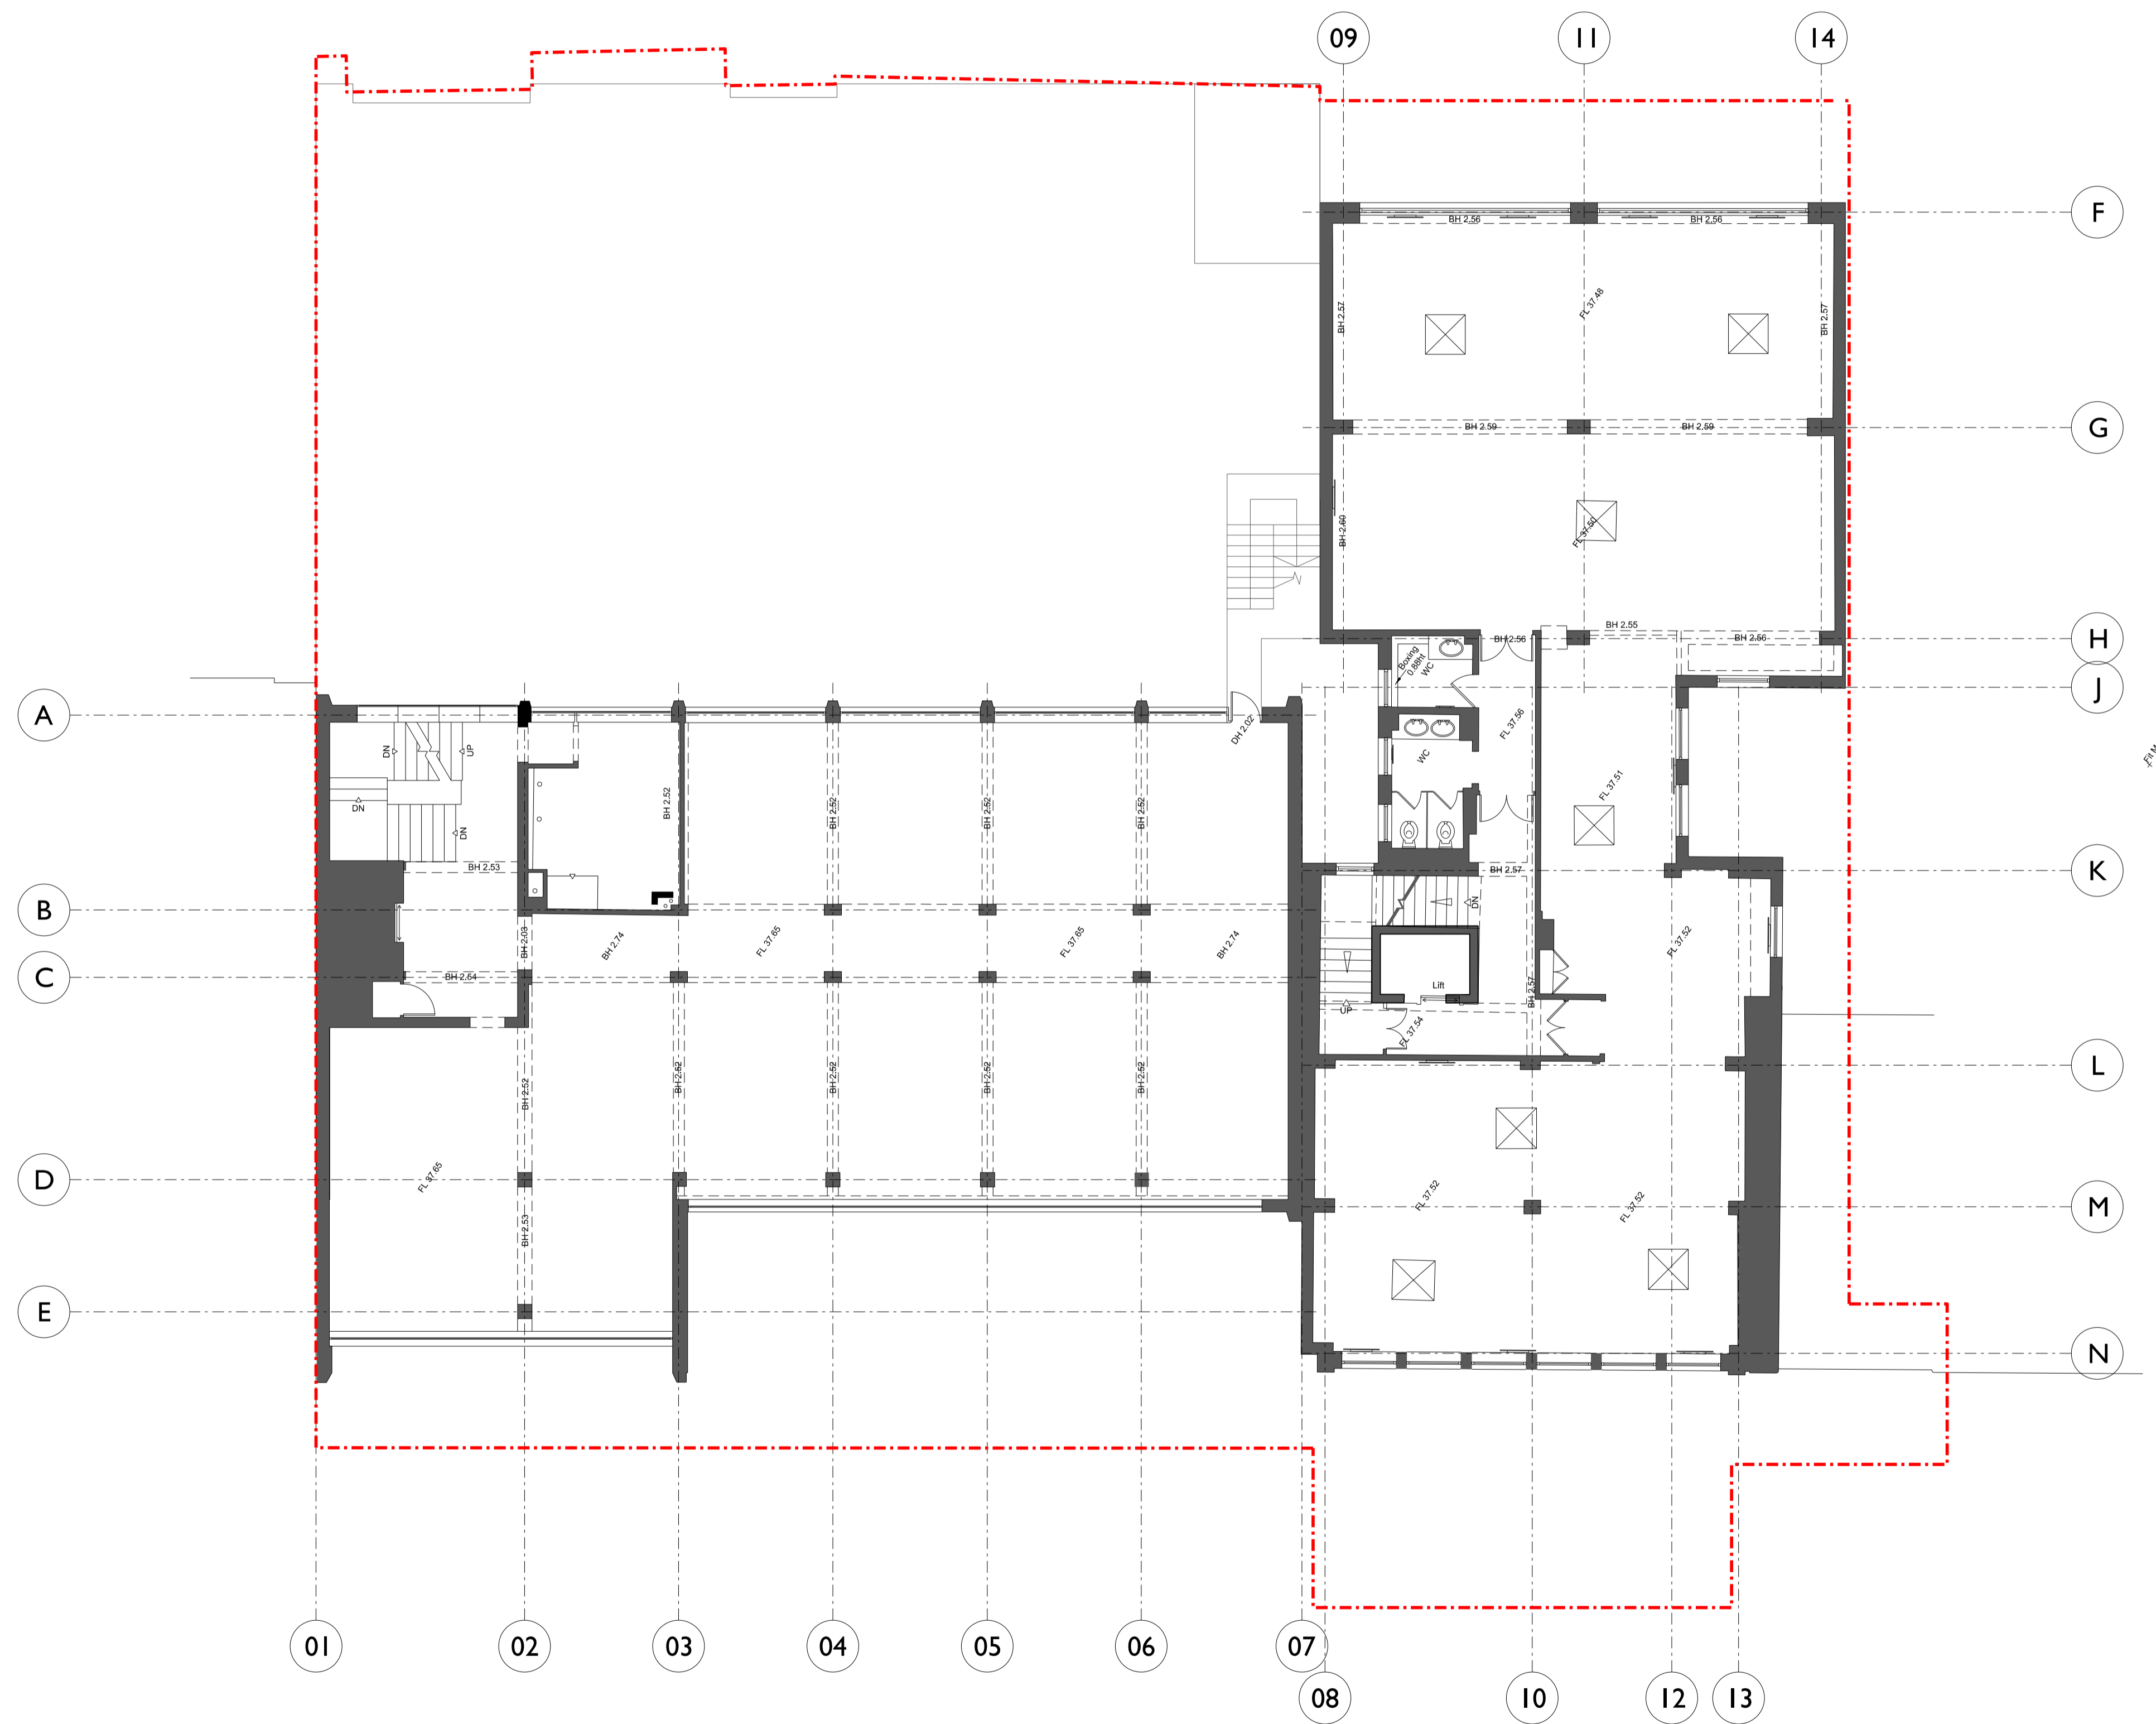 09
11
14
F
BH 2.56
BH 2.56
BH 2.57
FL 37.48
BH 2.57
G
BH 2.59
BH 2.59
BH 2.60
FL 37.50
H
BH 2.56
BH 2.55
BH 2.56
Boxing
0.88ht
WC
J
A
DN
UP
DH 2.02
FL 37.56
WC
DN
DN
BH 2.52
BH 2.52
BH 2.52
BH 2.52
FL 37.51
BH 2.53
BH 2.57
K
B
DN
BH 2.03
BH 2.74
FL 37.65
FL 37.65
BH 2.74
FL 37.52
C
BH 2.54
Lift
BH 2.57
UP
FL 37.54
L
BH 2.52
BH 2.52
BH 2.52
BH 2.52
BH 2.52
D
FL 37.65
FL 37.52
FL 37.52
M
BH 2.53
E
N
01
02
03
04
05
06
07
08
10
12
13